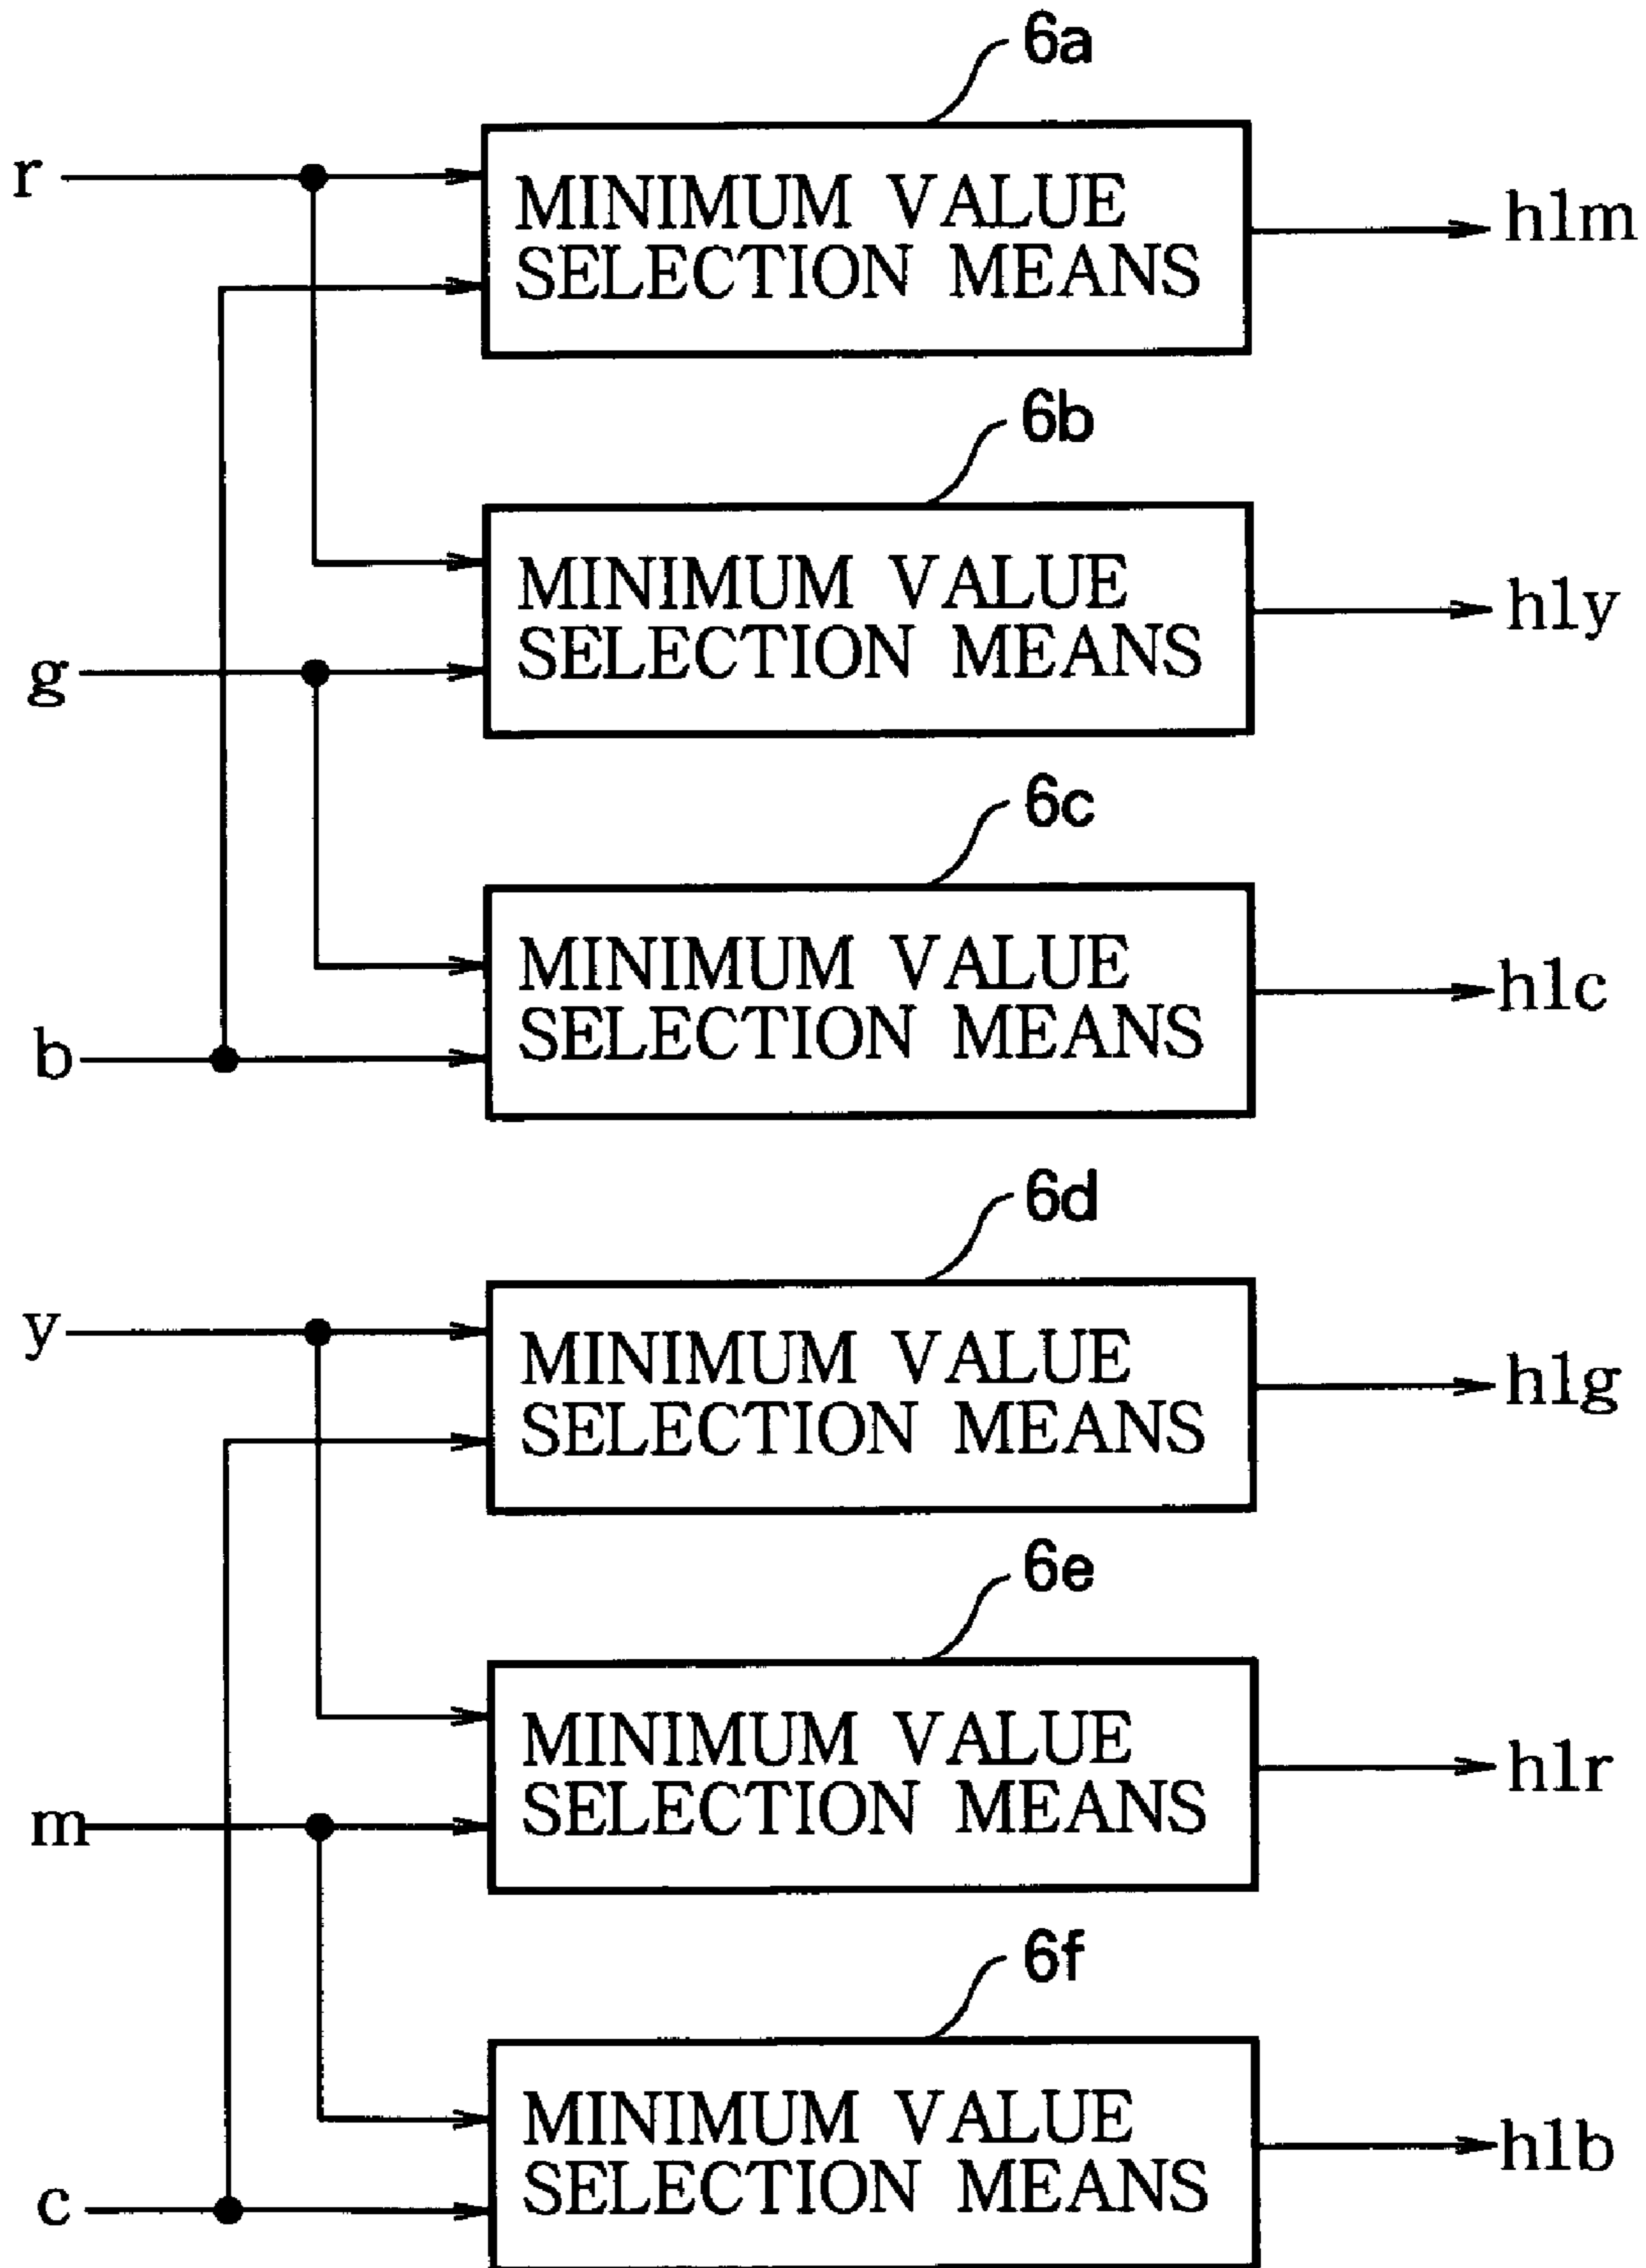 6a
r
MINIMUM VALUE
SELECTION MEANS
h1m
6b
MINIMUM VALUE
SELECTION MEANS
h1y
g
6c
MINIMUM VALUE
SELECTION MEANS
h1c
b
6d
y
MINIMUM VALUE
SELECTION MEANS
h1g
6e
MINIMUM VALUE
SELECTION MEANS
h1r
m
6f
MINIMUM VALUE
SELECTION MEANS
h1b
c